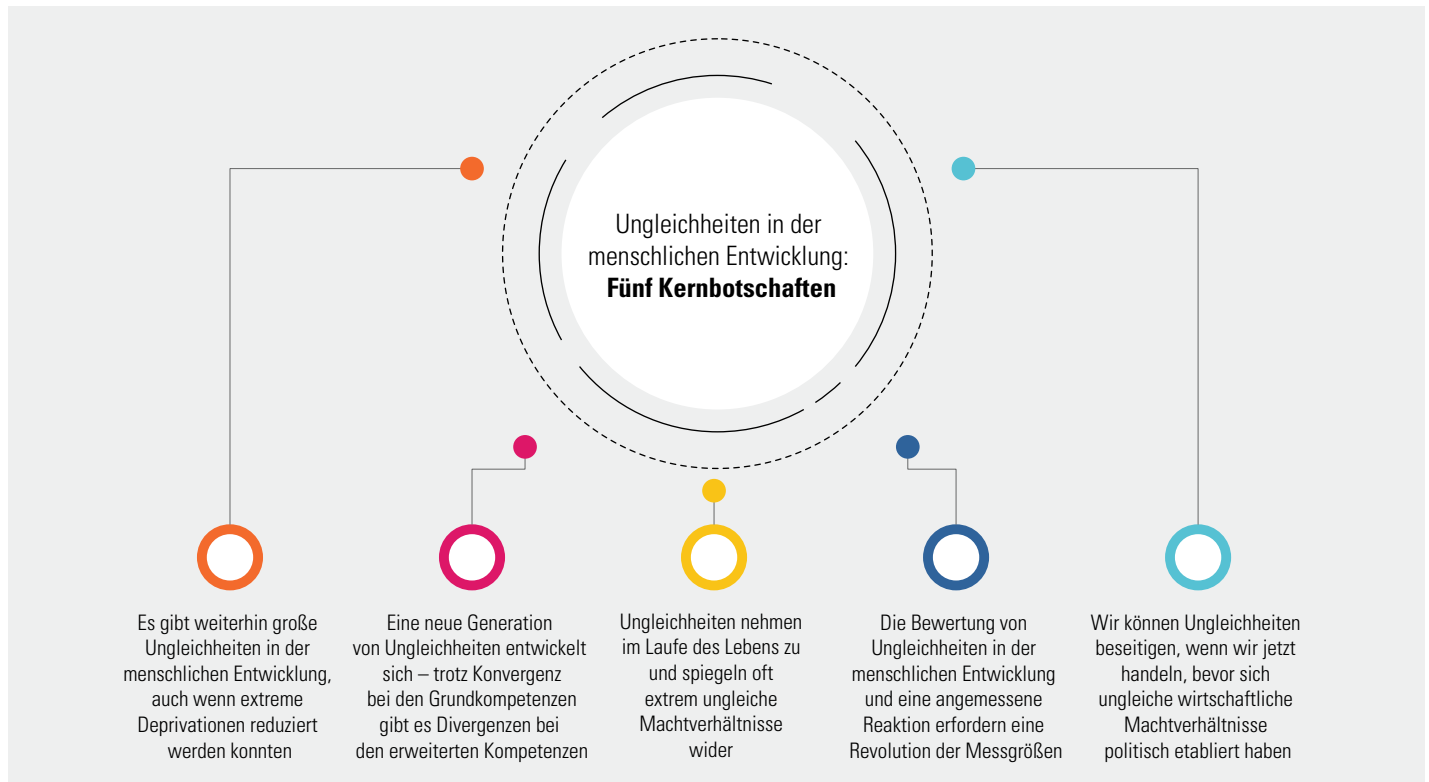 Ungleichheiten in der
menschlichen Entwicklung:
Fünf Kernbotschaften
Es gibt weiterhin große
Ungleichheiten in der
menschlichen Entwicklung,
auch wenn extreme
Deprivationen reduziert
werden konnten
Eine neue Generation
von Ungleichheiten entwickelt
sich – trotz Konvergenz
bei den Grundkompetenzen
gibt es Divergenzen bei
den erweiterten Kompetenzen
Ungleichheiten nehmen
im Laufe des Lebens zu
und spiegeln oft
extrem ungleiche
Machtverhältnisse
wider
Die Bewertung von
Ungleichheiten in der
menschlichen Entwicklung
und eine angemessene
Reaktion erfordern eine
Revolution der Messgrößen
Wir können Ungleichheiten
beseitigen, wenn wir jetzt
handeln, bevor sich
ungleiche wirtschaftliche
Machtverhältnisse
politisch etabliert haben